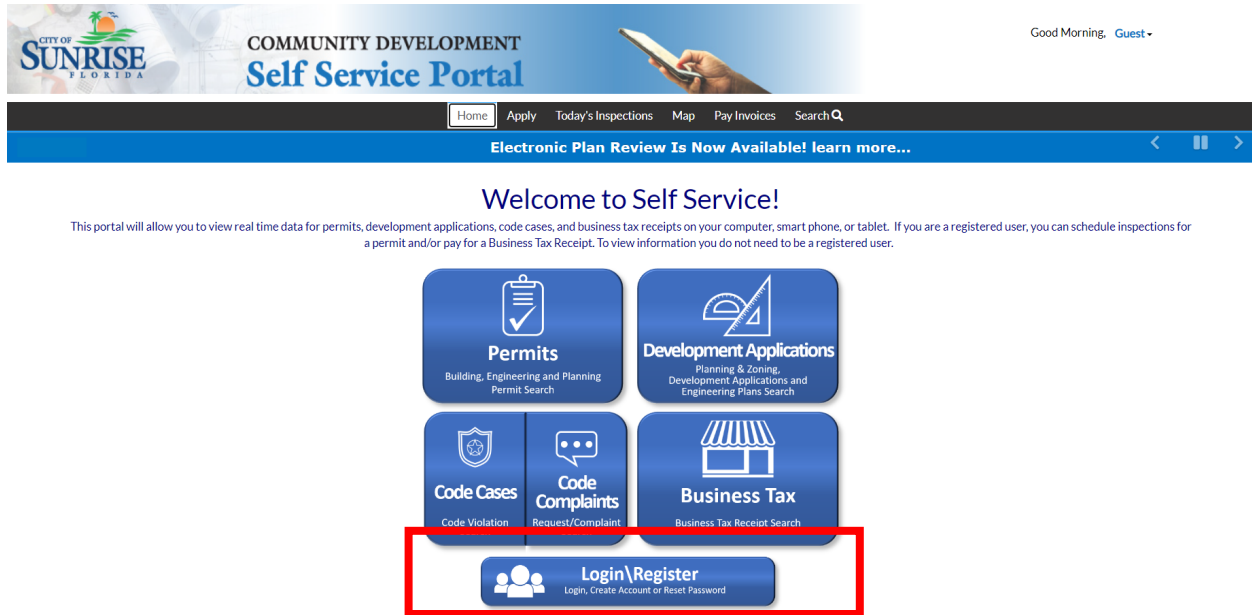 CITY OF
SUNRISE
FLORIDA
COMMUNITY DEVELOPMENT
Self Service Portal
Good Morning, Guest
Home Apply Today's Inspections Map Pay Invoices Search
Electronic Plan Review Is Now Available! learn more...
Welcome to Self Service!
This portal will allow you to view real time data for permits, development applications, code cases, and business tax receipts on your computer, smart phone, or tablet. If you are a registered user, you can schedule inspections for
a permit and/or pay for a Business Tax Receipt. To view information you do not need to be a registered user.
Permits
Building, Engineering and Planning
Permit Search
Development Applications
Planning & Zoning,
Development Applications and
Engineering Plans Search
Code Cases
Code Violation
Code
Complaints
Request/Complaint
Business Tax
Business Tax Receipt Search
Login\Register
Login, Create Account or Reset Password